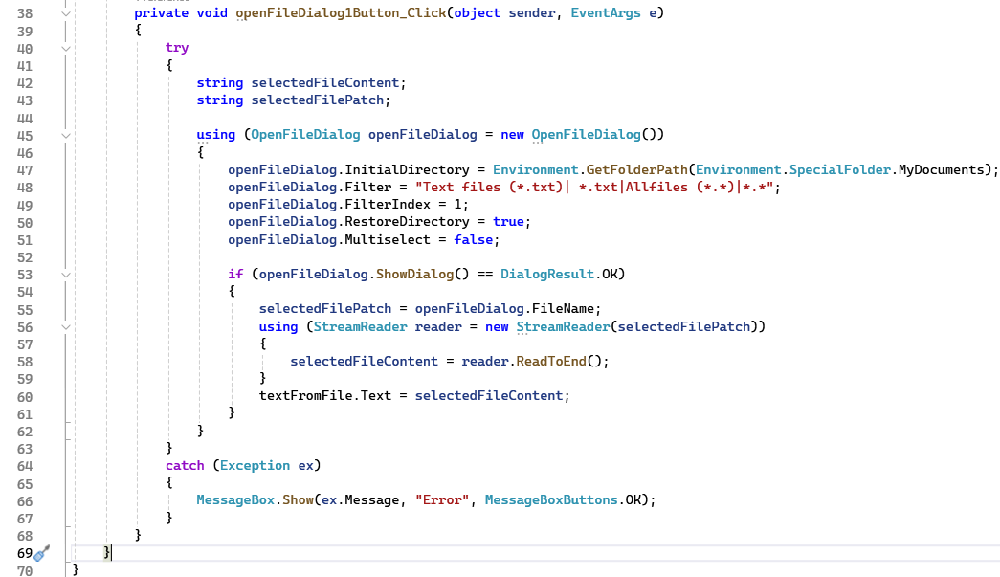 38 private void openFileDialog1Button_Click(object sender, EventArgs e)
39 {
40 try
41 {
42 string selectedFileContent;
43 string selectedFilePatch;
44
45 using (OpenFileDialog openFileDialog = new OpenFileDialog())
46 {
47 openFileDialog.InitialDirectory = Environment.GetFolderPath(Environment.SpecialFolder.MyDocuments);
48 openFileDialog.Filter = "Text files (*.txt)| *.txt|Allfiles (*.*)|*.*";
49 openFileDialog.FilterIndex = 1;
50 openFileDialog.RestoreDirectory = true;
51 openFileDialog.Multiselect = false;
52
53 if (openFileDialog.ShowDialog() == DialogResult.OK)
54 {
55 selectedFilePatch = openFileDialog.FileName;
56 using (StreamReader reader = new StreamReader(selectedFilePatch))
57 {
58 selectedFileContent = reader.ReadToEnd();
59 }
60 textFromFile.Text = selectedFileContent;
61 }
62 }
63 }
64 catch (Exception ex)
65 {
66 MessageBox.Show(ex.Message, "Error", MessageBoxButtons.OK);
67 }
68 }
69 }
70 }